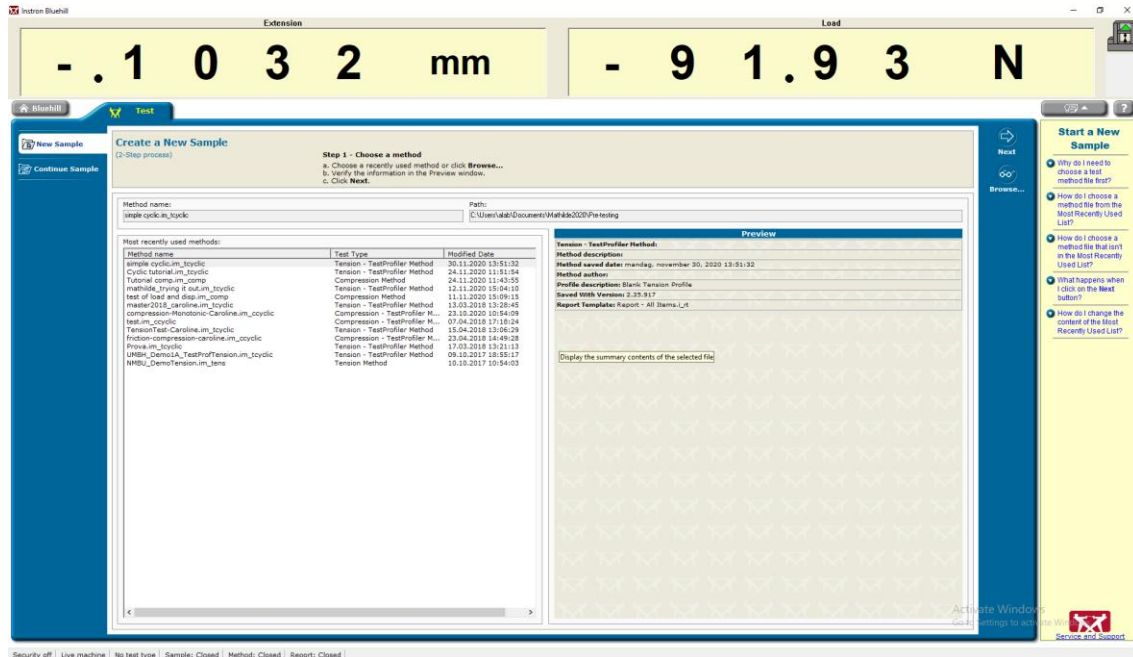 Instron Bluehill
Extension
Load
- .1032 mm
- 91.93 N
Bluehill
Test
?
New Sample
Continue Sample
Create a New Sample
(2-Step process)
Step 1 - Choose a method
a. Choose a recently used method or click Browse...
b. Verify the information in the Preview window.
c. Click Next.
Next
Browse...
Method name:
simple cyclic.im_tcyclic
Path:
C:\Users\alab\Documents\Mathilde2020\Pre-testing
Most recently used methods:
Method name Test Type Modified Date
simple cyclic.im_tcyclic Tension - TestProfiler Method 30.11.2020 13:51:32
Cyclic tutorial.im_tcyclic Tension - TestProfiler Method 24.11.2020 11:51:54
Tutorial comp.im_comp Compression Method 24.11.2020 11:43:55
mathilde_trying it out.im_tcyclic Tension - TestProfiler Method 12.11.2020 15:04:10
test of load and disp.im_comp Compression Method 11.11.2020 15:09:15
master2018_caroline.im_tcyclic Tension - TestProfiler Method 13.03.2018 13:28:45
compression-Monotonic-Caroline.im_ccyclic Compression - TestProfiler M... 23.10.2020 10:54:09
test.im_ccyclic Compression - TestProfiler M... 07.04.2018 17:18:24
TensionTest-Caroline.im_tcyclic Tension - TestProfiler Method 15.04.2018 13:06:29
friction-compression-caroline.im_ccyclic Compression - TestProfiler M... 23.04.2018 14:49:28
Prova.im_tcyclic Tension - TestProfiler Method 17.03.2018 13:21:13
UMBH_Demo1A_TestProfTension.im_tcyclic Tension - TestProfiler Method 09.10.2017 18:55:17
NMBU_DemoTension.im_tens Tension Method 10.10.2017 10:54:03
Preview
Tension - TestProfiler Method:
Method description:
Method saved date: mandag, november 30, 2020 13:51:32
Method author:
Profile description: Blank Tension Profile
Saved With Version: 2.35.917
Report Template: Report - All Items.i_rt
Display the summary contents of the selected file
Start a New
Sample
Why do I need to
choose a test
method file first?
How do I choose a
method file from the
Most Recently Used
List?
How do I choose a
method file that isn't
in the Most Recently
Used List?
What happens when
I click on the Next
button?
How do I change the
content of the Most
Recently Used List?
Activate Windows
Go to Settings to activate Win
Service and Support
Security off Live machine No test type Sample: Closed Method: Closed Report: Closed